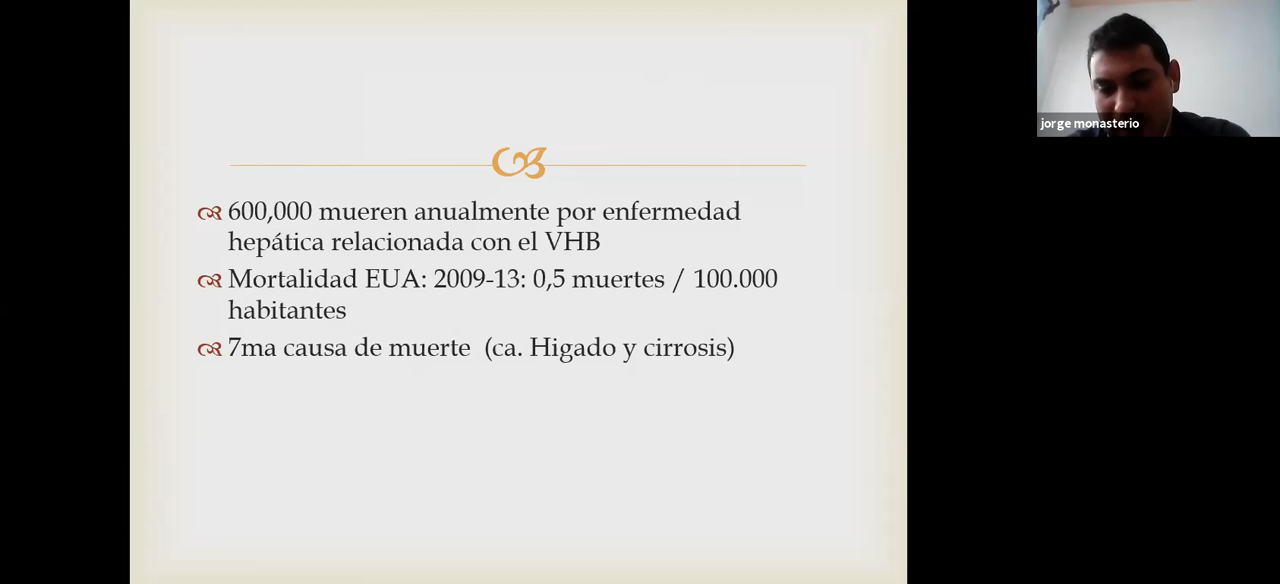 600,000 mueren anualmente por enfermedad
hepática relacionada con el VHB
Mortalidad EUA: 2009-13: 0,5 muertes / 100.000
habitantes
7ma causa de muerte (ca. Higado y cirrosis)
jorge monasterio